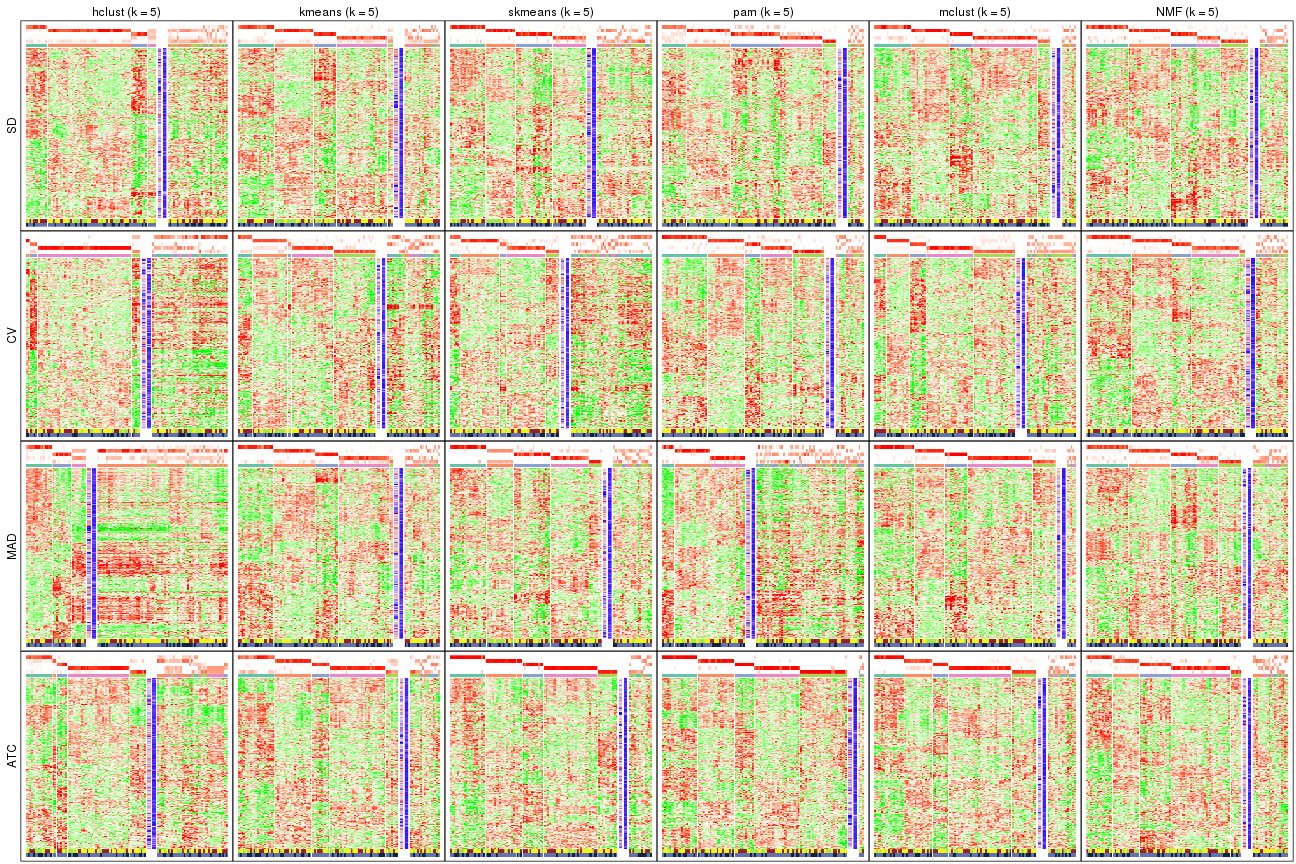 hclust (k = 5) kmeans (k = 5) skmeans (k = 5) pam (k = 5) mclust (k = 5) NMF (k = 5)
SD
CV
MAD
ATC